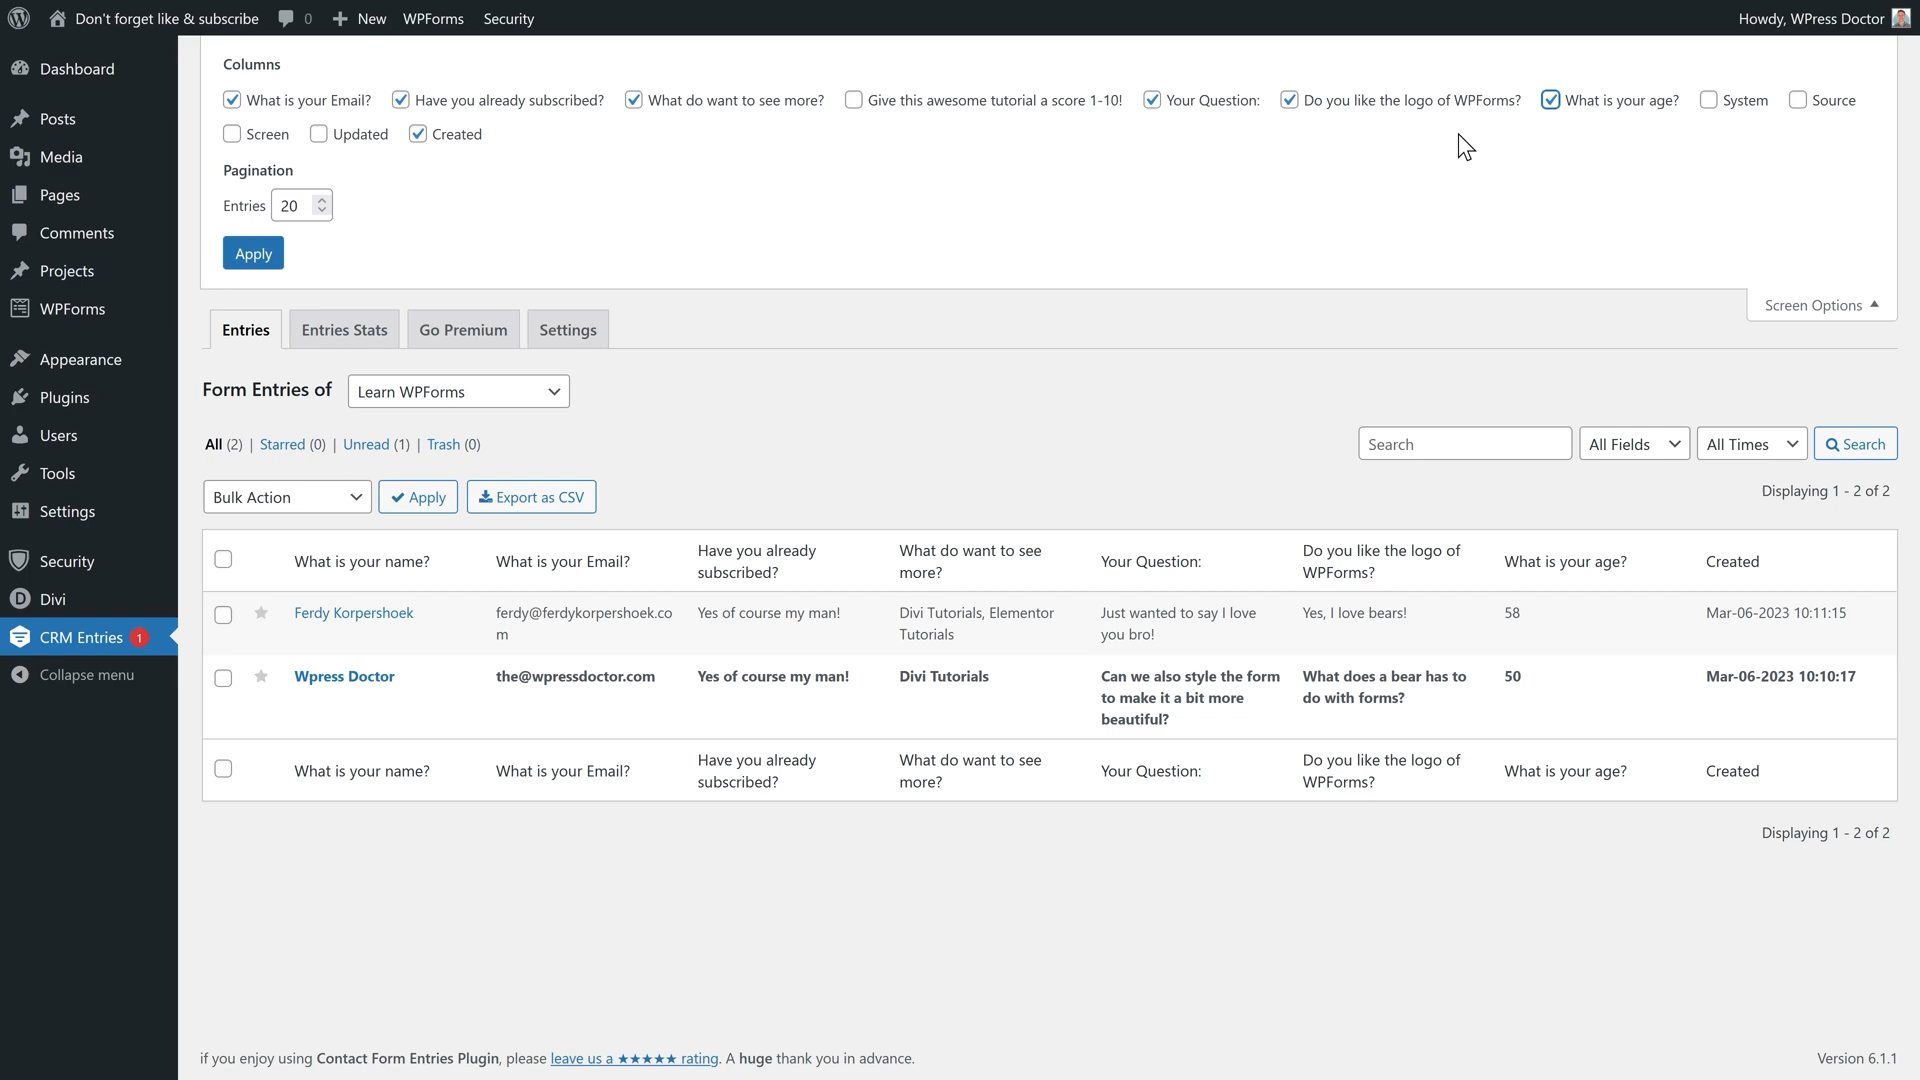 Don't forget like & subscribe 0 New WPForms Security Howdy, WPress Doctor
Dashboard
Posts
Media
Pages
Comments
Projects
WPForms
Appearance
Plugins
Users
Tools
Settings
Security
Divi
CRM Entries 1
Collapse menu
Columns
What is your Email? Have you already subscribed? What do want to see more? Give this awesome tutorial a score 1-10! Your Question: Do you like the logo of WPForms? What is your age? System Source
Screen Updated Created
Pagination
Entries 20
Apply
Screen Options
Entries Entries Stats Go Premium Settings
Form Entries of Learn WPForms
All (2) | Starred (0) | Unread (1) | Trash (0)
Search All Fields All Times Search
Bulk Action Apply Export as CSV
Displaying 1 - 2 of 2
What is your name? What is your Email? Have you already subscribed? What do want to see more? Your Question: Do you like the logo of WPForms? What is your age? Created
Ferdy Korpershoek ferdy@ferdykorpershoek.co Yes of course my man! Divi Tutorials, Elementor Just wanted to say I love Yes, I love bears! 58 Mar-06-2023 10:11:15
m Tutorials you bro!
Wpress Doctor the@wpressdoctor.com Yes of course my man! Divi Tutorials Can we also style the form What does a bear has to 50 Mar-06-2023 10:10:17
to make it a bit more do with forms?
beautiful?
What is your name? What is your Email? Have you already subscribed? What do want to see more? Your Question: Do you like the logo of WPForms? What is your age? Created
Displaying 1 - 2 of 2
if you enjoy using Contact Form Entries Plugin, please leave us a ★★★★★ rating. A huge thank you in advance. Version 6.1.1